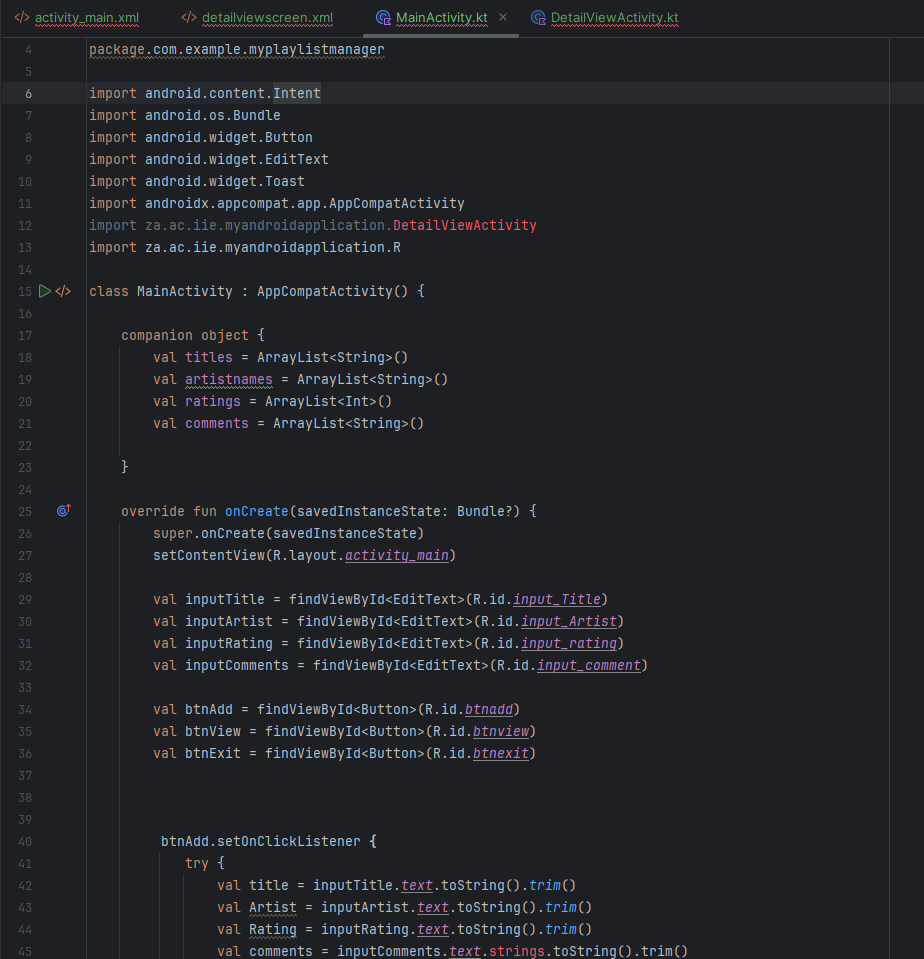 </> activity_main.xml </> detailviewscreen.xml MainActivity.kt × DetailViewActivity.kt
4 package.com.example.myplaylistmanager
5
6 import android.content.Intent
7 import android.os.Bundle
8 import android.widget.Button
9 import android.widget.EditText
10 import android.widget.Toast
11 import androidx.appcompat.app.AppCompatActivity
12 import za.ac.iie.myandroidapplication.DetailViewActivity
13 import za.ac.iie.myandroidapplication.R
14
15 </> class MainActivity : AppCompatActivity() {
16
17 companion object {
18 val titles = ArrayList<String>()
19 val artistnames = ArrayList<String>()
20 val ratings = ArrayList<Int>()
21 val comments = ArrayList<String>()
22
23 }
24
25 override fun onCreate(savedInstanceState: Bundle?) {
26 super.onCreate(savedInstanceState)
27 setContentView(R.layout.activity_main)
28
29 val inputTitle = findViewById<EditText>(R.id.input_Title)
30 val inputArtist = findViewById<EditText>(R.id.input_Artist)
31 val inputRating = findViewById<EditText>(R.id.input_rating)
32 val inputComments = findViewById<EditText>(R.id.input_comment)
33
34 val btnAdd = findViewById<Button>(R.id.btnadd)
35 val btnView = findViewById<Button>(R.id.btnview)
36 val btnExit = findViewById<Button>(R.id.btnexit)
37
38
39
40 btnAdd.setOnClickListener {
41 try {
42 val title = inputTitle.text.toString().trim()
43 val Artist = inputArtist.text.toString().trim()
44 val Rating = inputRating.text.toString().trim()
45 val comments = inputComments.text.strings.toString().trim()